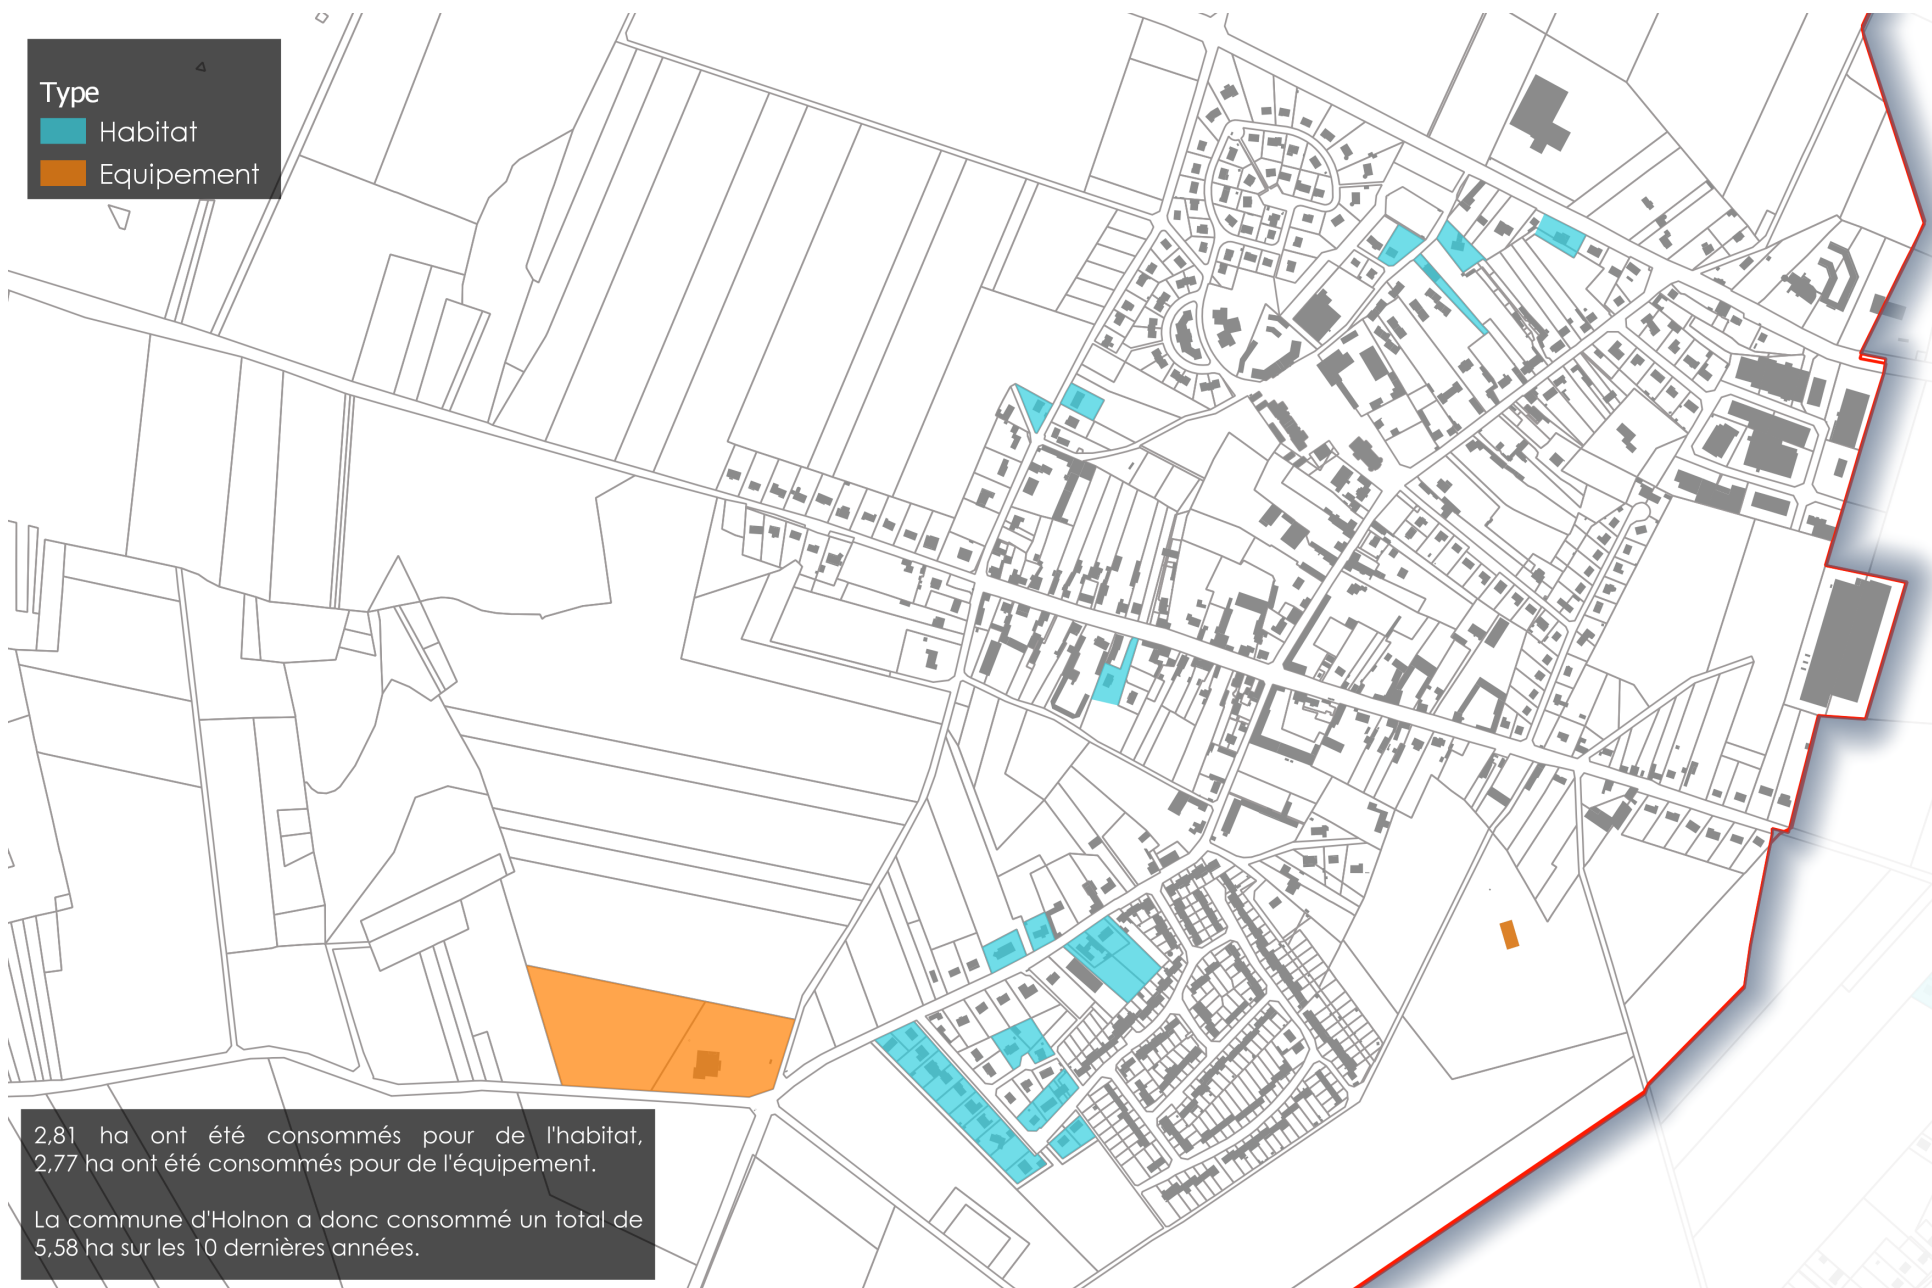 Type
Habitat
Equipement
2,81 ha ont été consommés pour de l'habitat,
2,77 ha ont été consommés pour de l'équipement.
La commune d'Holnon a donc consommé un total de
5,58 ha sur les 10 dernières années.